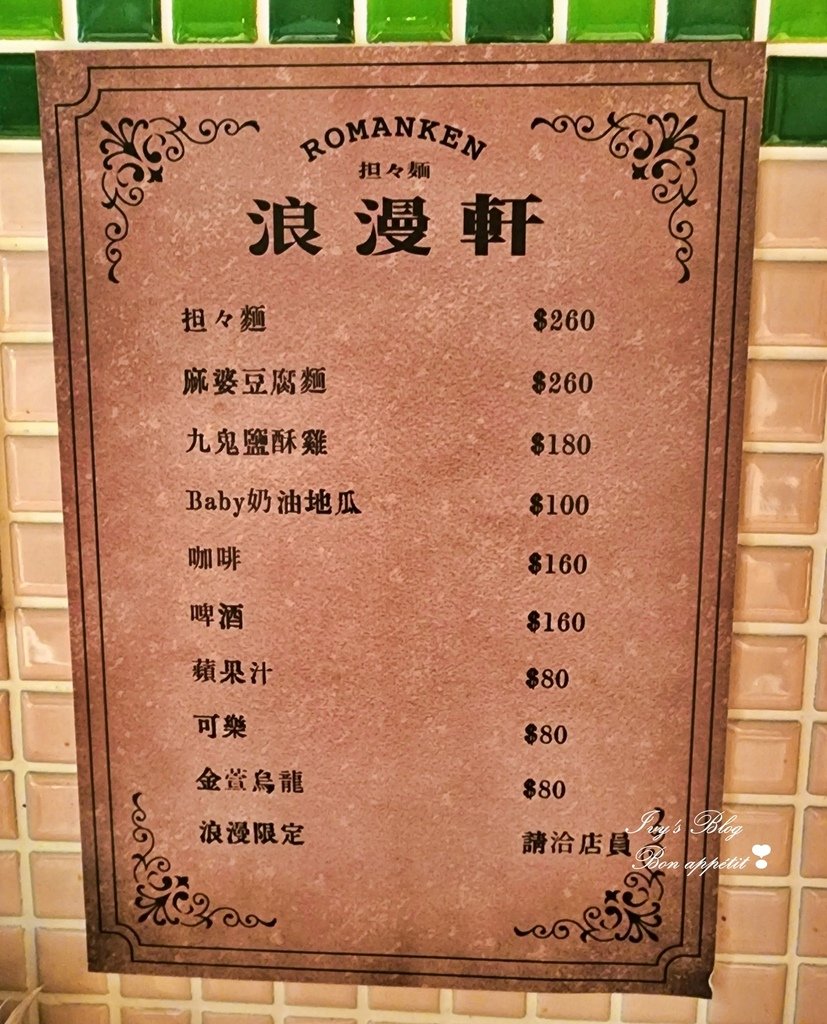 ROMANKEN
担々麵
浪漫軒
担々麵 $260
麻婆豆腐麵 $260
九鬼鹽酥雞 $180
Baby奶油地瓜 $100
咖啡 $160
啤酒 $160
蘋果汁 $80
可樂 $80
金萱烏龍 $80
浪漫限定 請洽店員
Ivy's Blog
Bon appétit❣